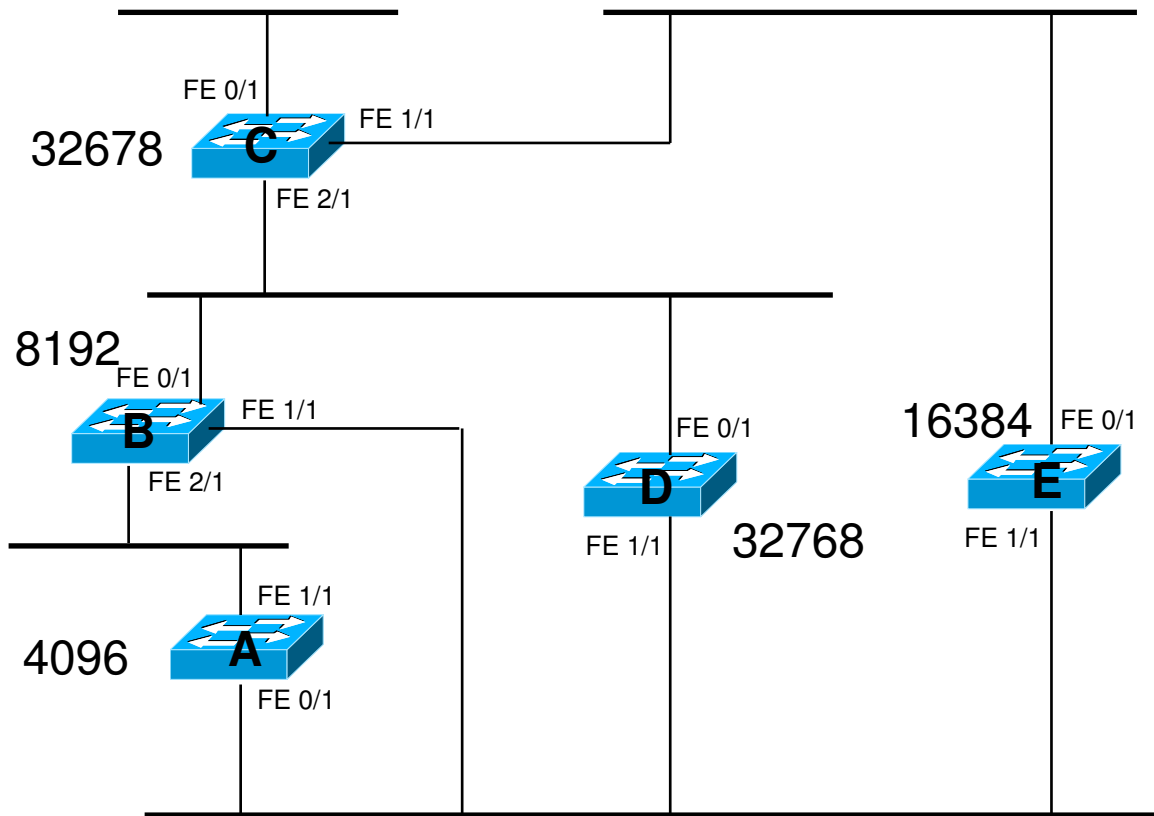 FE 0/1
FE 1/1
32678
C
FE 2/1
8192
FE 0/1
FE 1/1
B
FE 2/1
FE 0/1
D
FE 1/1
32768
16384
FE 0/1
E
FE 1/1
FE 1/1
4096
A
FE 0/1